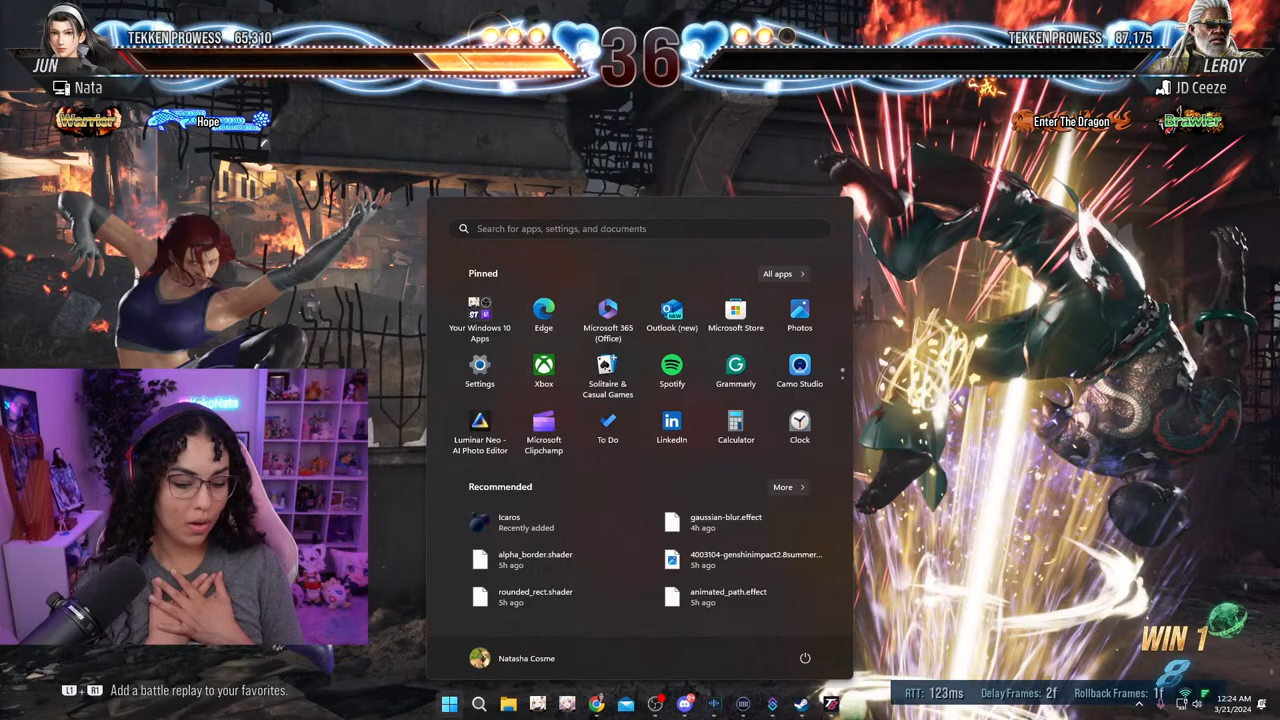 TEKKEN PROWESS 65,310
36
TEKKEN PROWESS 87,175
JUN
LEROY
Nata
JD Ceeze
Warrior
Hope
Enter The Dragon
Brawler
Search for apps, settings, and documents
Pinned
All apps
Your Windows 10
Apps
Edge
Microsoft 365
(Office)
Outlook (new)
Microsoft Store
Photos
Settings
Xbox
Solitaire &
Casual Games
Spotify
Grammarly
Camo Studio
Luminar Neo -
AI Photo Editor
Microsoft
Clipchamp
To Do
LinkedIn
Calculator
Clock
Recommended
More
Icaros
Recently added
gaussian-blur.effect
4h ago
alpha_border.shader
5h ago
4003104-genshinimpact2.8summer...
5h ago
rounded_rect.shader
5h ago
animated_path.effect
5h ago
Natasha Cosme
WIN 1
L1 + R1 Add a battle replay to your favorites.
RTT: 123ms Delay Frames: 2f Rollback Frames: 1f
12:24 AM
3/21/2024